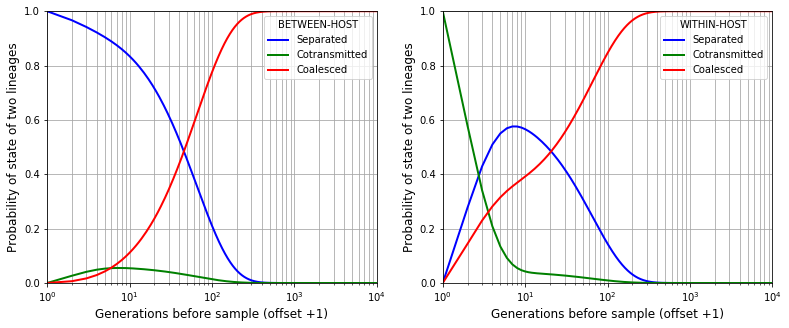 BETWEEN-HOST
Separated
Cotransmitted
Coalesced
Probability of state of two lineages
1.0
0.8
0.6
0.4
0.2
0.0
10^0
10^1
10^2
10^3
10^4
Generations before sample (offset +1)
WITHIN-HOST
Separated
Cotransmitted
Coalesced
Probability of state of two lineages
1.0
0.8
0.6
0.4
0.2
0.0
10^0
10^1
10^2
10^3
10^4
Generations before sample (offset +1)